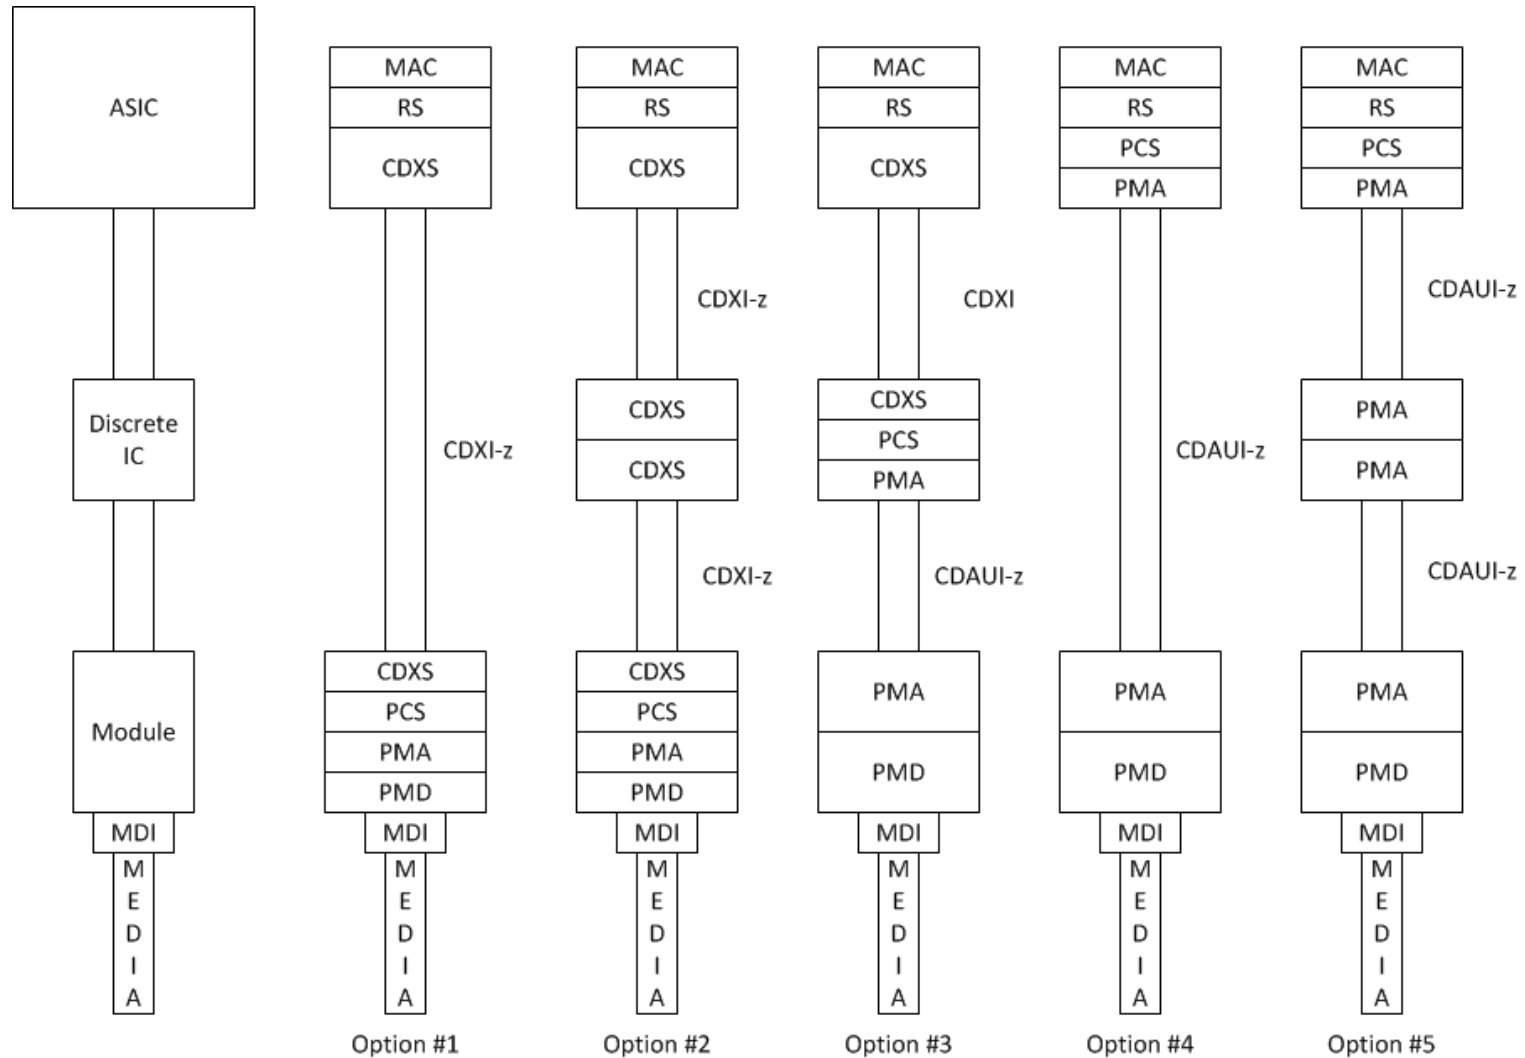 ASIC
Discrete
IC
Module
MDI
M
E
D
I
A
MAC
RS
CDXS
CDXI-z
CDXS
PCS
PMA
PMD
MDI
M
E
D
I
A
Option #1
MAC
RS
CDXS
CDXI-z
CDXS
CDXS
CDXI-z
CDXS
PCS
PMA
PMD
MDI
M
E
D
I
A
Option #2
MAC
RS
CDXS
CDXI
CDXS
PCS
PMA
CDAUI-z
PMA
PMD
MDI
M
E
D
I
A
Option #3
MAC
RS
PCS
PMA
CDAUI-z
PMA
PMD
MDI
M
E
D
I
A
Option #4
MAC
RS
PCS
PMA
CDAUI-z
PMA
PMA
CDAUI-z
PMA
PMD
MDI
M
E
D
I
A
Option #5